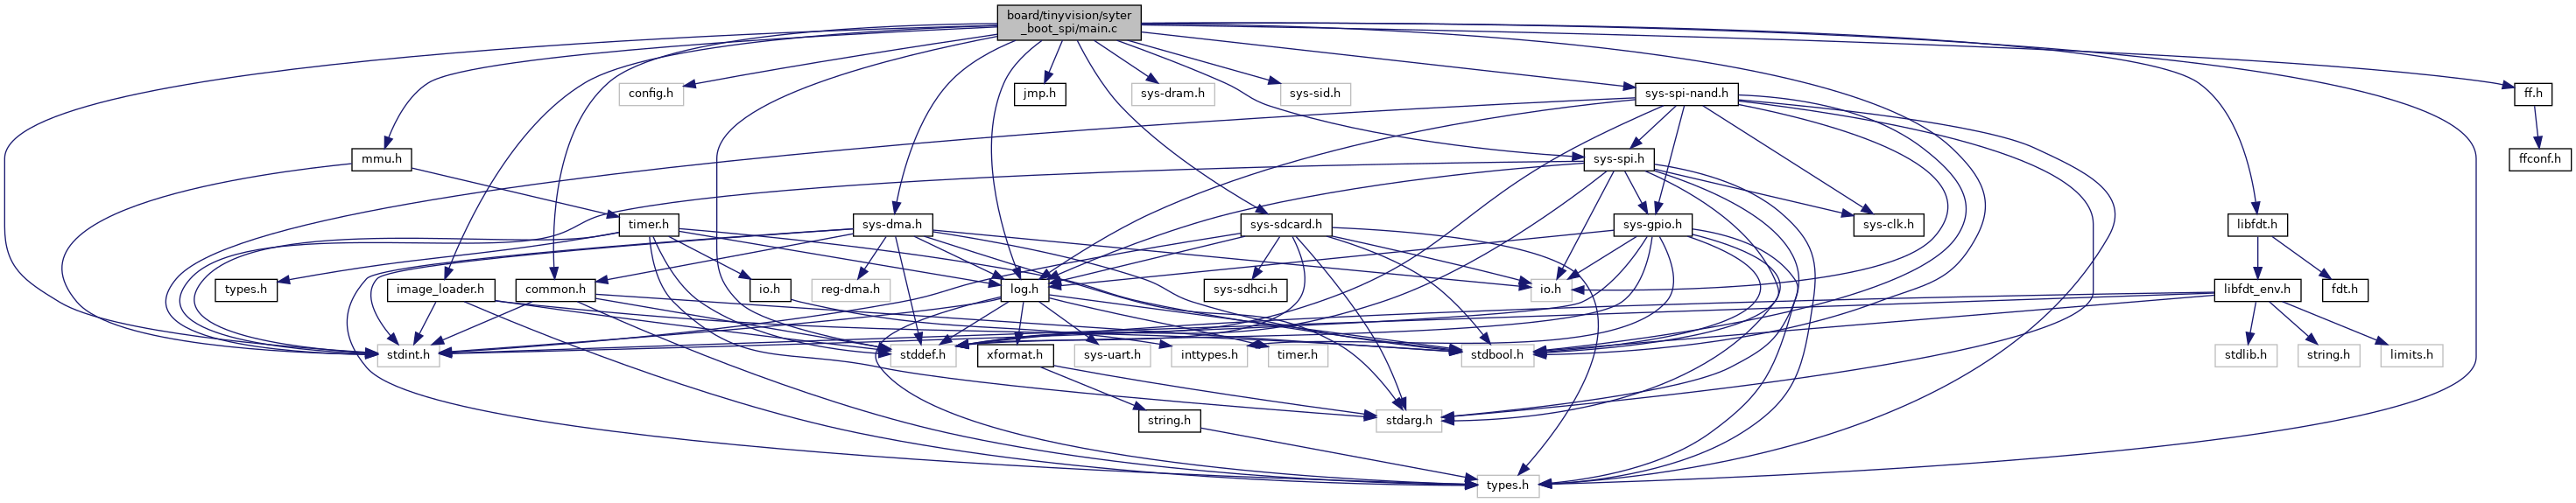 board/tinyvision/syter
_boot_spi/main.c
config.h
jmp.h
sys-dram.h
sys-sid.h
sys-spi-nand.h
ff.h
mmu.h
sys-spi.h
ffconf.h
timer.h
sys-dma.h
sys-sdcard.h
sys-gpio.h
sys-clk.h
libfdt.h
types.h
image_loader.h
common.h
io.h
reg-dma.h
log.h
sys-sdhci.h
io.h
libfdt_env.h
fdt.h
stdint.h
stddef.h
xformat.h
sys-uart.h
inttypes.h
timer.h
stdbool.h
stdlib.h
string.h
limits.h
string.h
stdarg.h
types.h